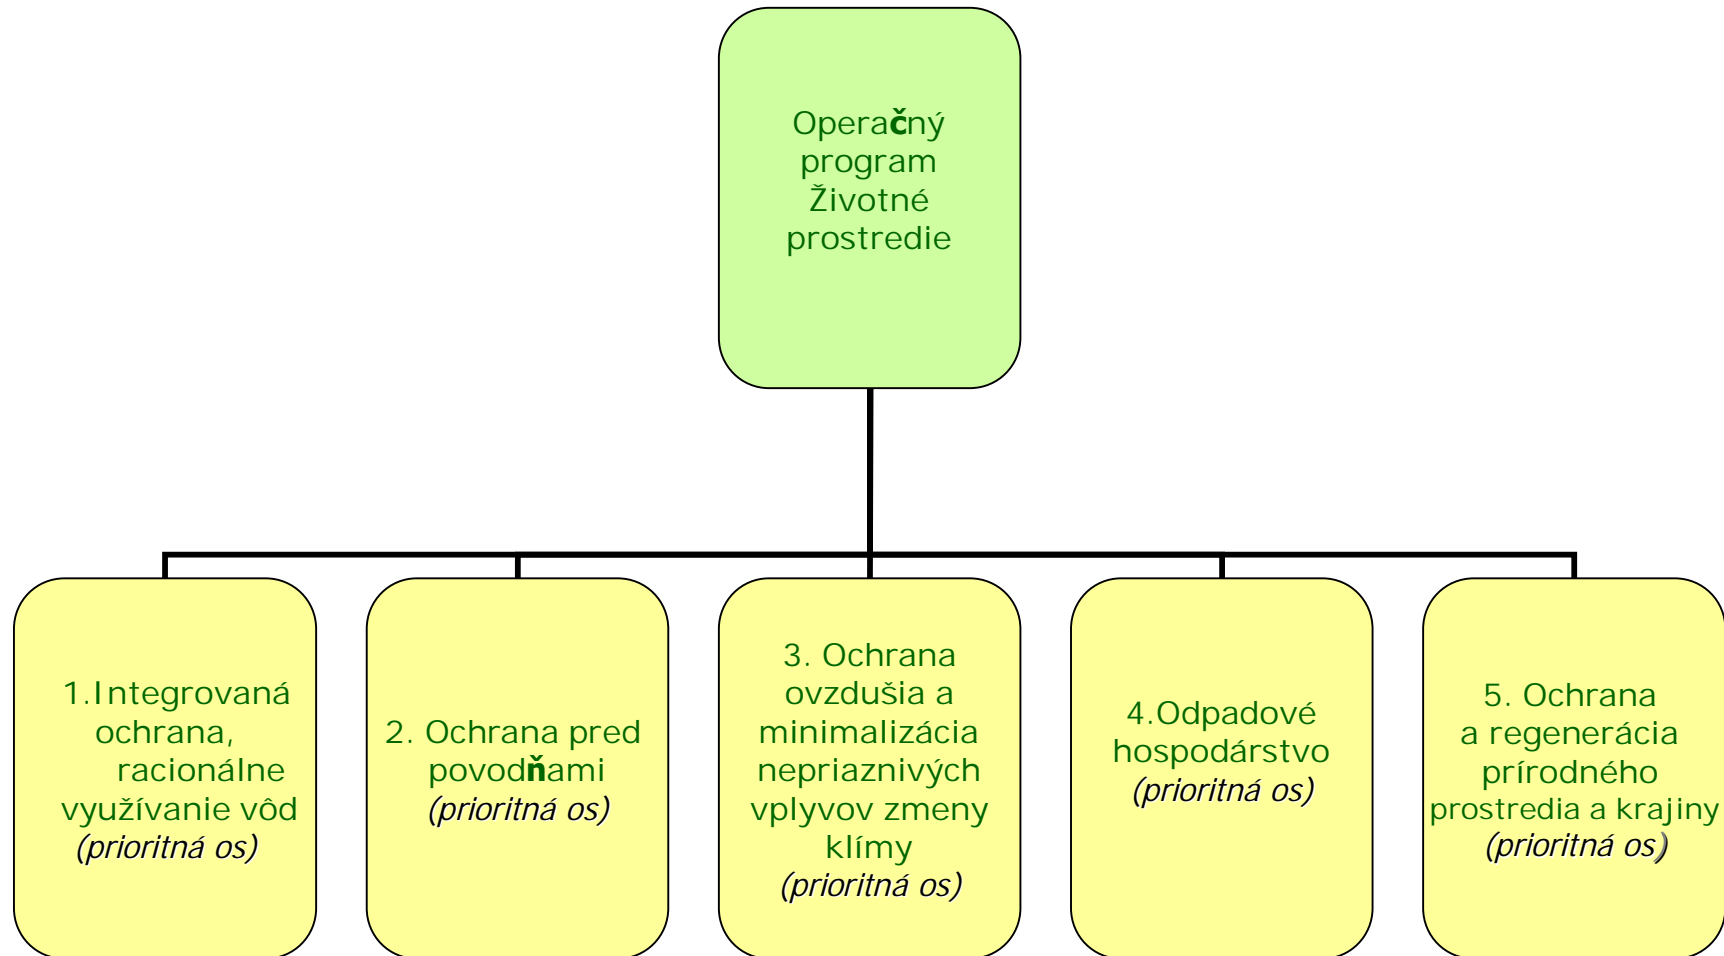 Operačný
program
Životné
prostredie
1.Integrovaná
ochrana,
racionálne
využívanie vôd
(prioritná os)
2. Ochrana pred
povodňami
(prioritná os)
3. Ochrana
ovzdušia a
minimalizácia
nepriaznivých
vplyvov zmeny
klímy
(prioritná os)
4.Odpadové
hospodárstvo
(prioritná os)
5. Ochrana
a regenerácia
prírodného
prostredia a krajiny
(prioritná os)